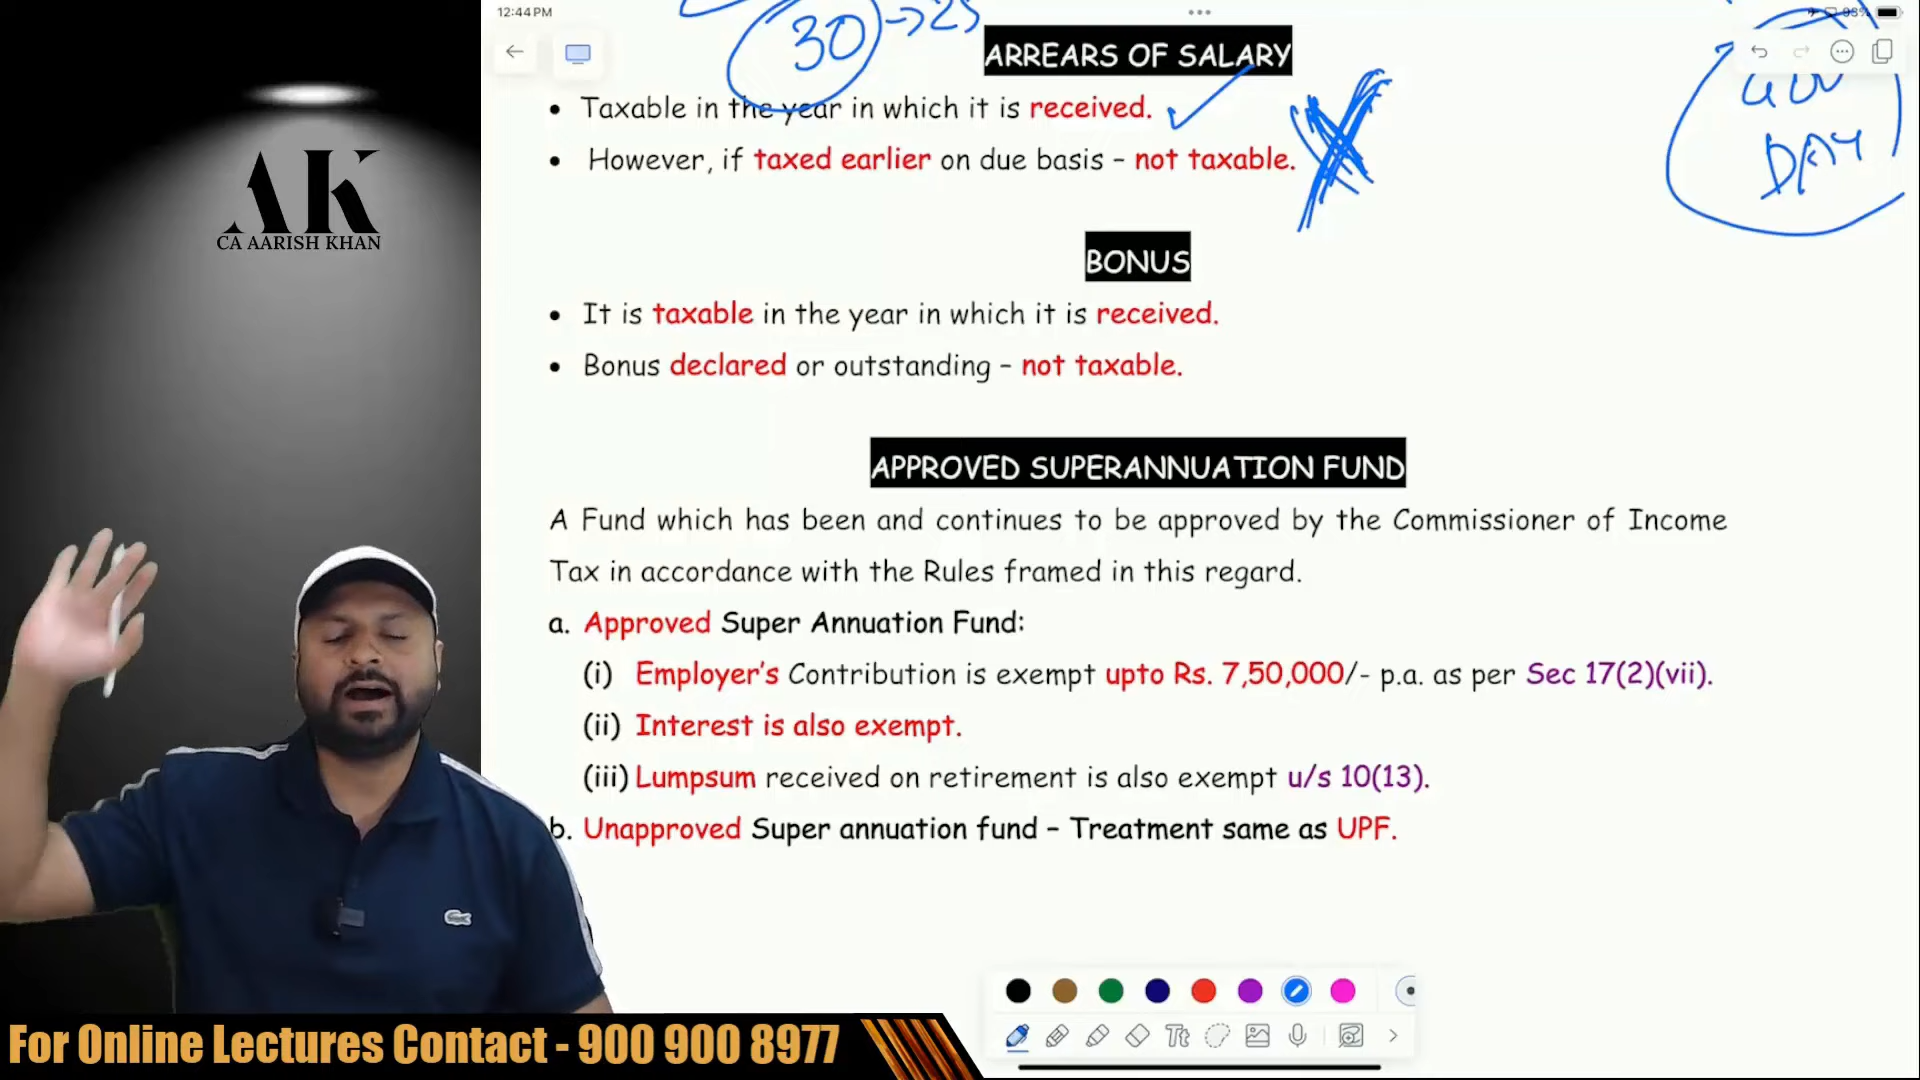 12:44 PM
98%
30 → 25
ARREARS OF SALARY
• Taxable in the year in which it is received.
• However, if taxed earlier on due basis – not taxable.
DAY
AK
CA AARISH KHAN
BONUS
• It is taxable in the year in which it is received.
• Bonus declared or outstanding – not taxable.
APPROVED SUPERANNUATION FUND
A Fund which has been and continues to be approved by the Commissioner of Income
Tax in accordance with the Rules framed in this regard.
a. Approved Super Annuation Fund:
(i) Employer's Contribution is exempt upto Rs. 7,50,000/- p.a. as per Sec 17(2)(vii).
(ii) Interest is also exempt.
(iii) Lumpsum received on retirement is also exempt u/s 10(13).
b. Unapproved Super annuation fund – Treatment same as UPF.
Tt
For Online Lectures Contact - 900 900 8977